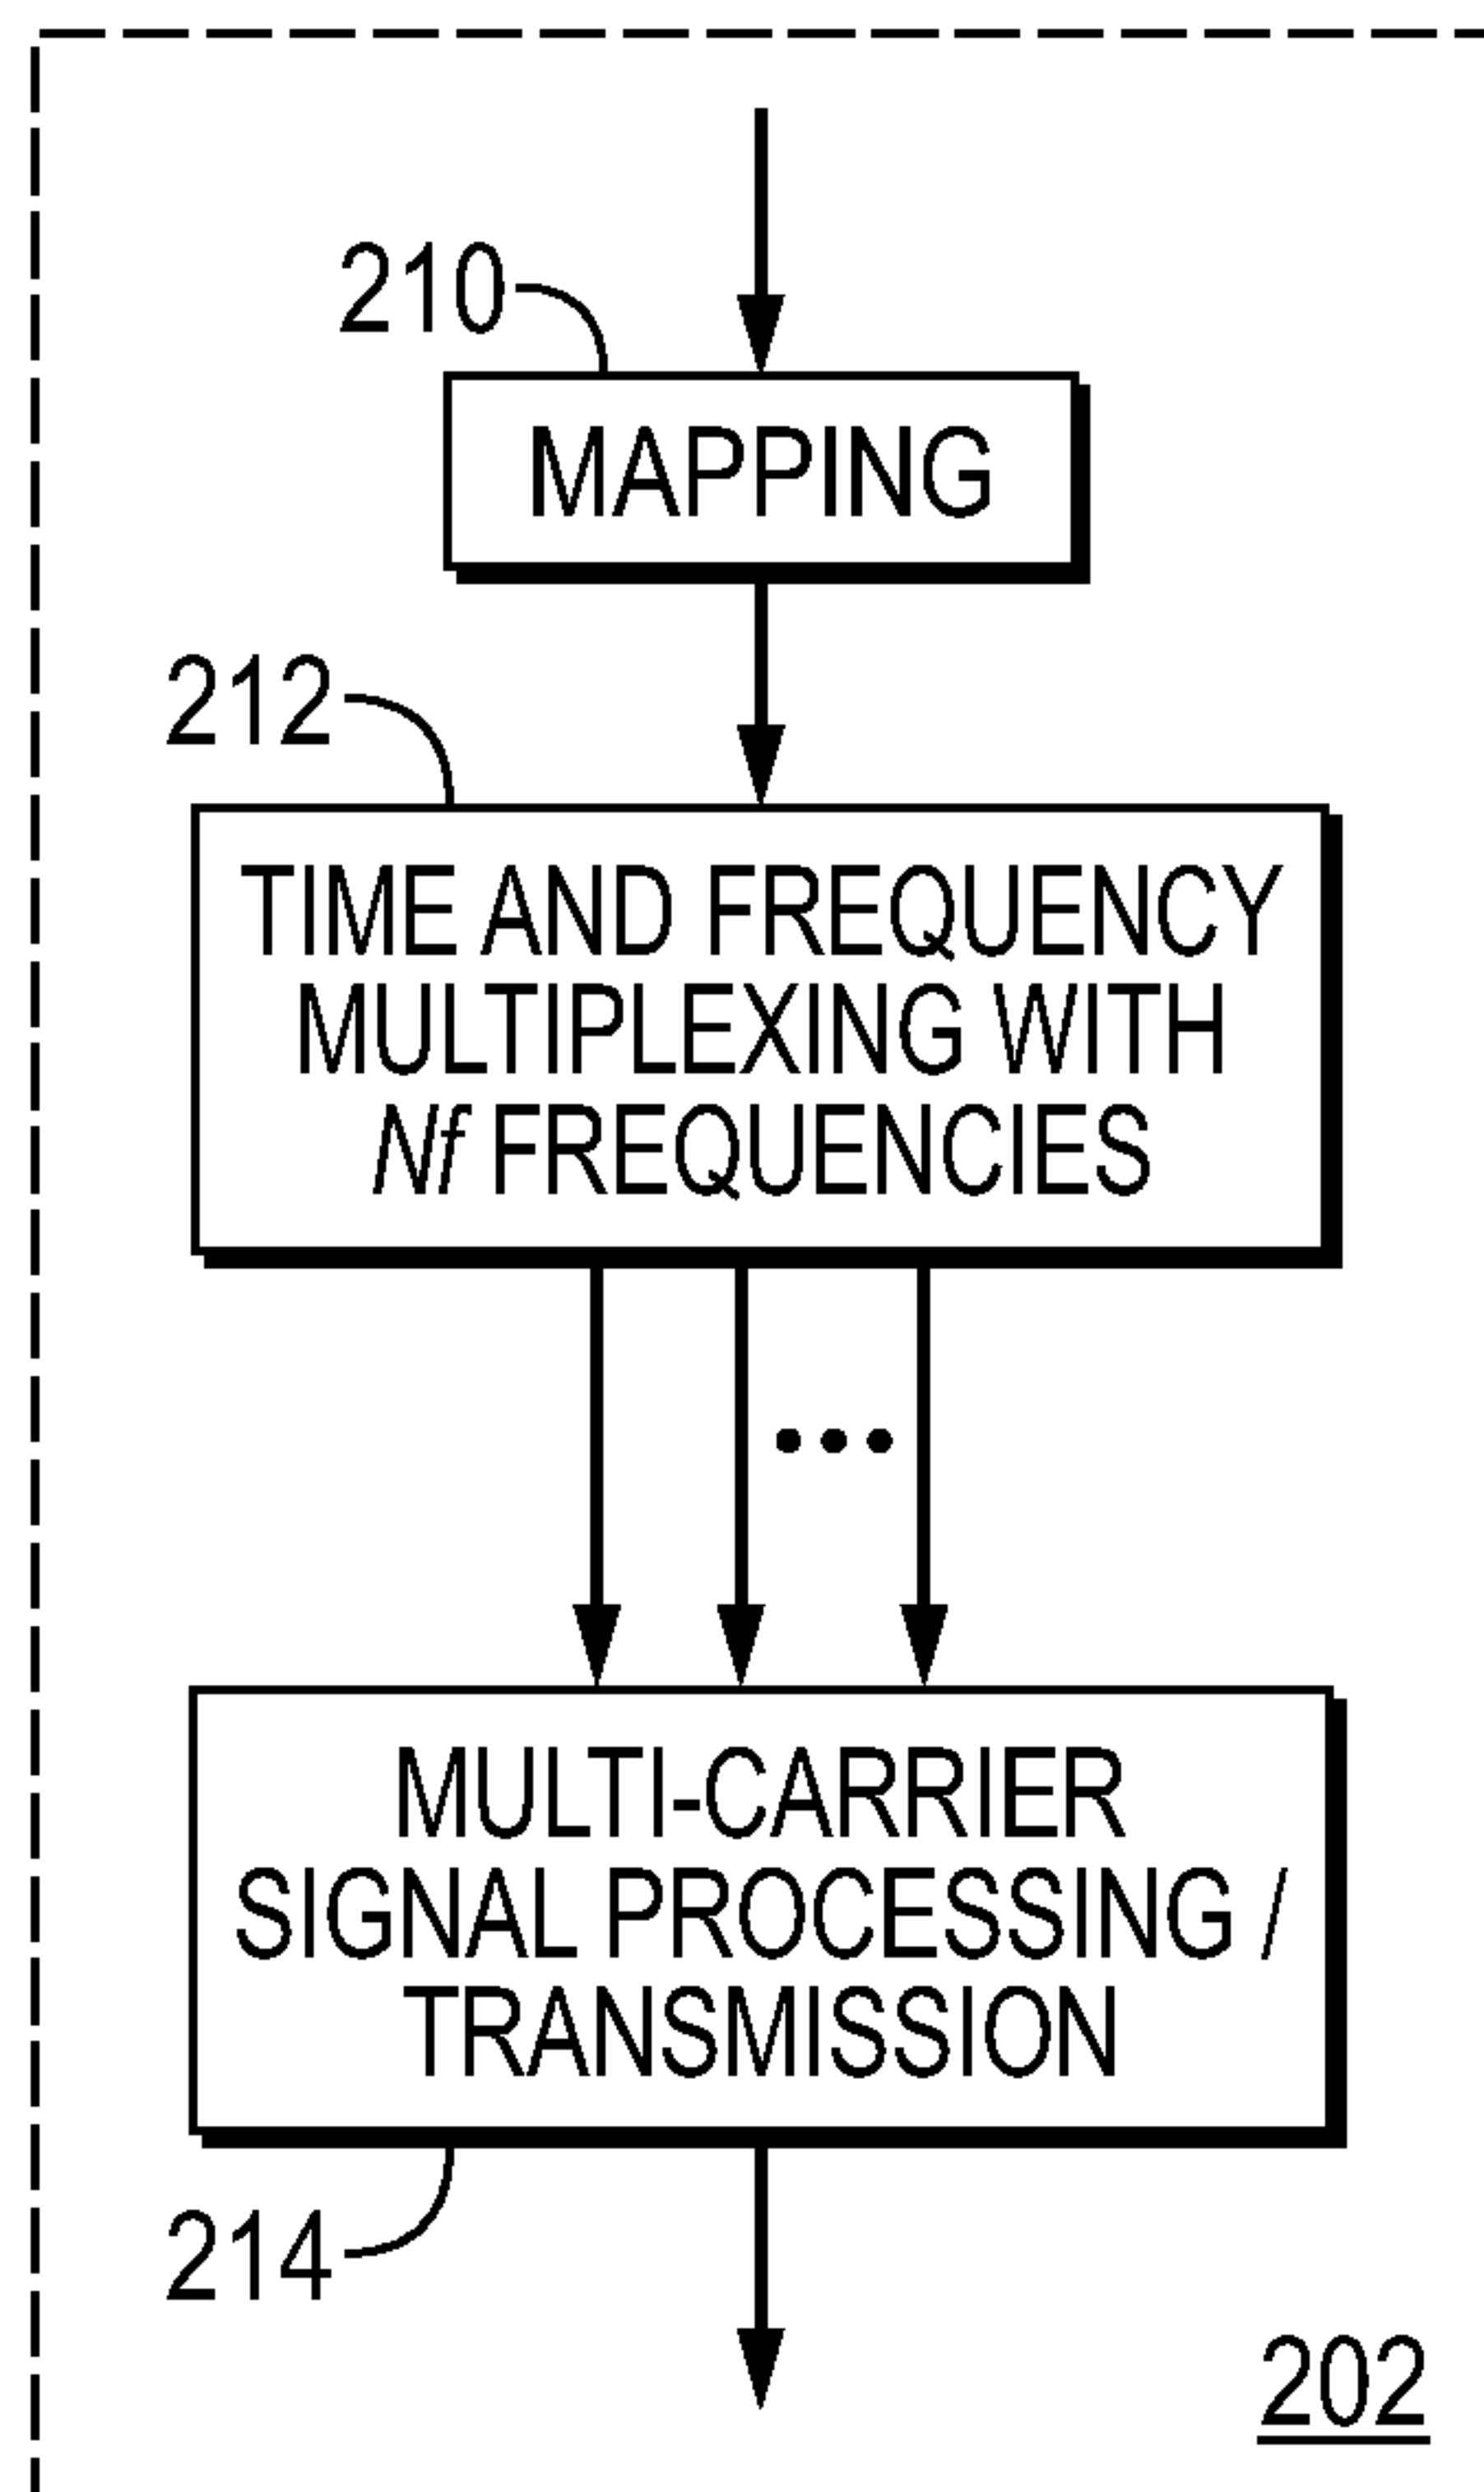 210
MAPPING
212
TIME AND FREQUENCY
MULTIPLEXING WITH
Nf FREQUENCIES
MULTI-CARRIER
SIGNAL PROCESSING /
TRANSMISSION
214
202